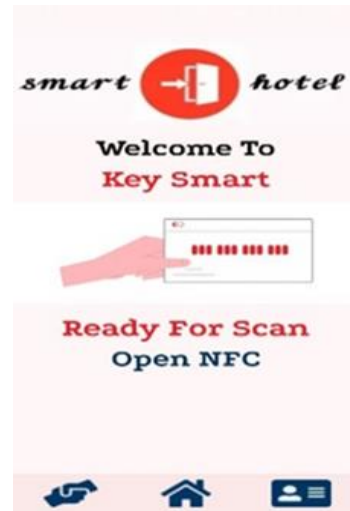 smart hotel
Welcome To
Key Smart
Ready For Scan
Open NFC